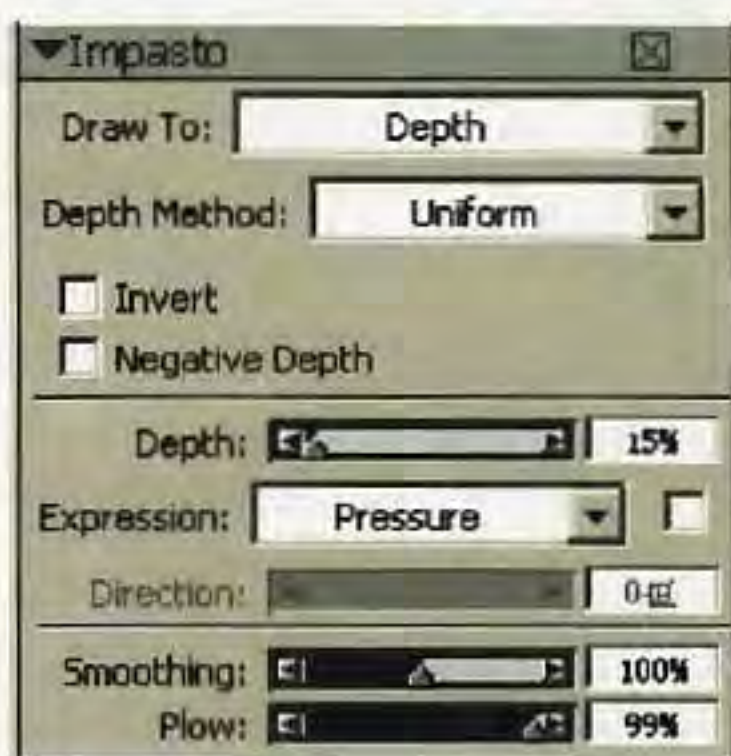 Impasto
Draw To: Depth
Depth Method: Uniform
Invert
Negative Depth
Depth: 15%
Expression: Pressure
Direction: 0
Smoothing: 100%
Plow: 99%